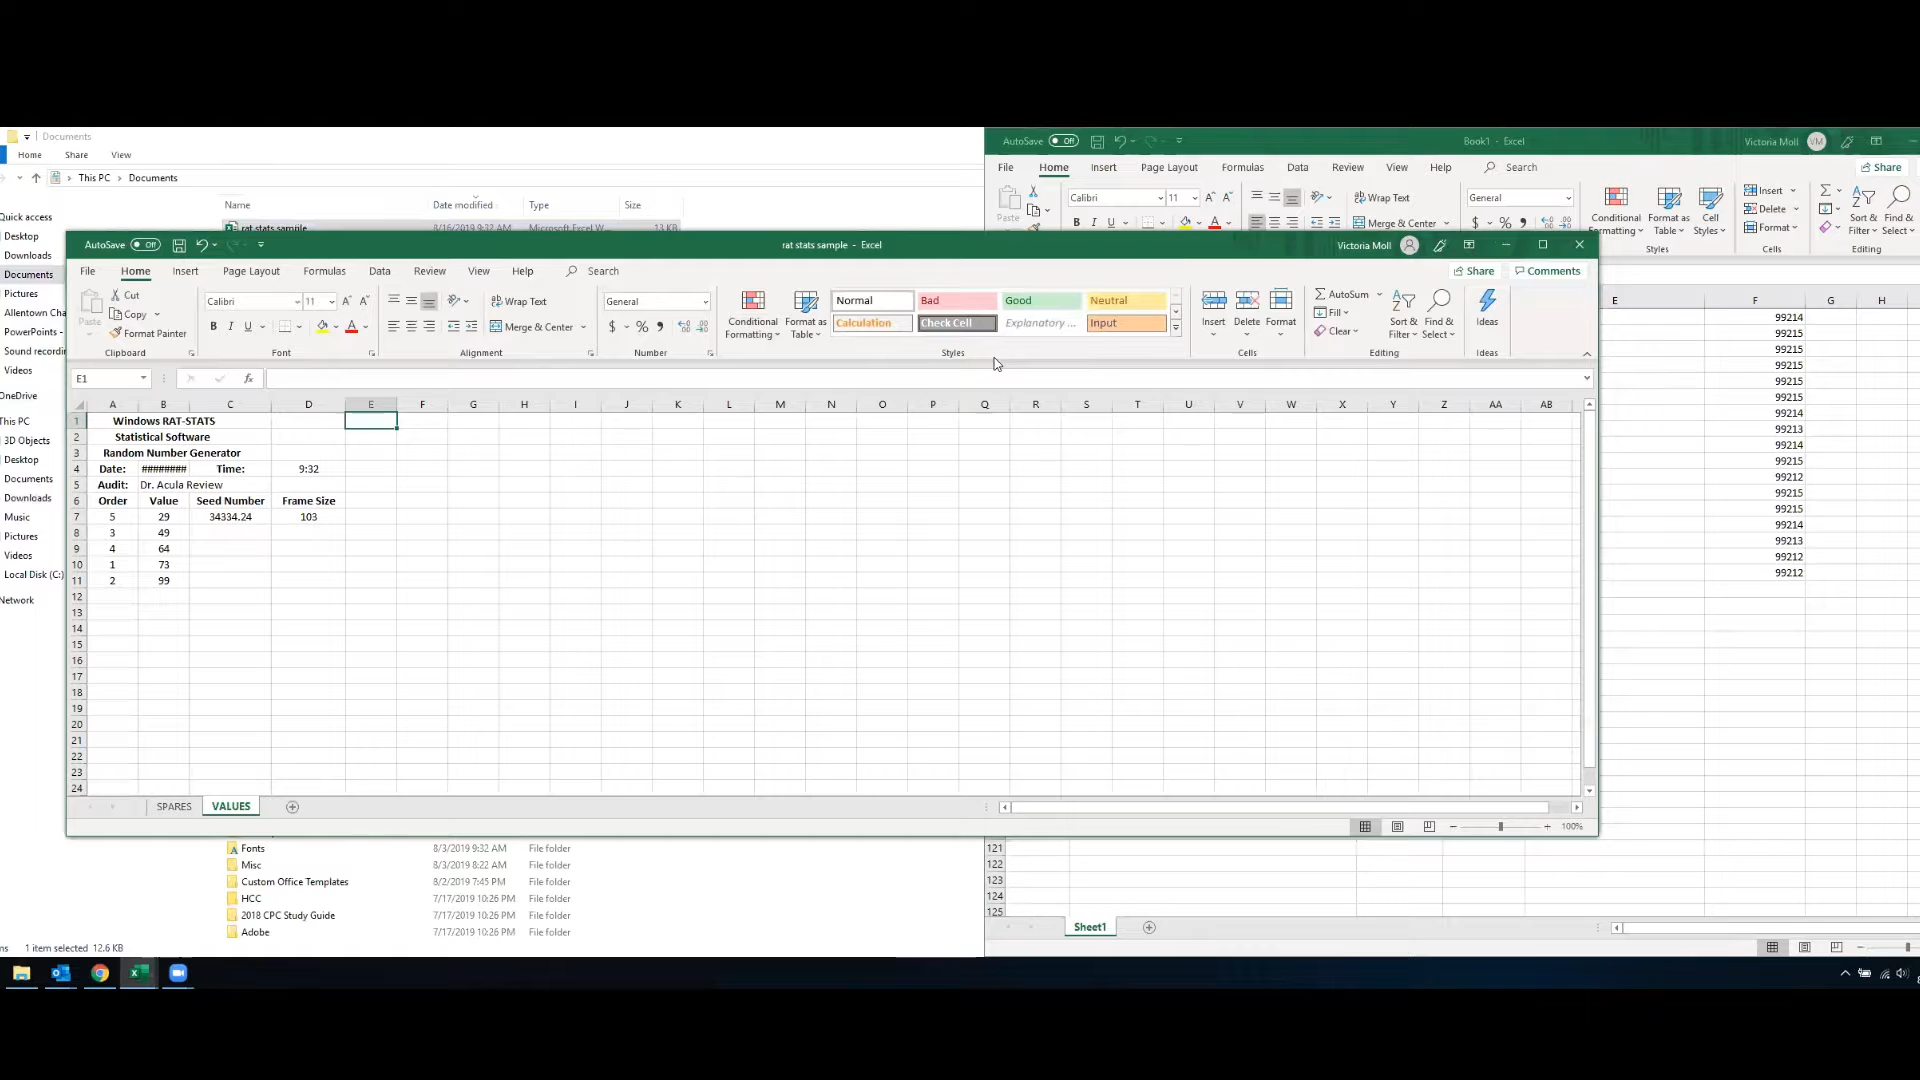 Documents
Home Share View
This PC > Documents
Name Date modified Type Size
rat stats sample 8/16/2019 9:32 AM Microsoft Excel W... 13 KB
Quick access
Desktop
Downloads
Documents
Pictures
Allentown Cha
PowerPoints -
Sound recordin
Videos
OneDrive
This PC
3D Objects
Desktop
Documents
Downloads
Music
Pictures
Videos
Local Disk (C:)
Network
Fonts 8/3/2019 9:32 AM File folder
Misc 8/3/2019 8:22 AM File folder
Custom Office Templates 8/2/2019 7:45 PM File folder
HCC 7/17/2019 10:26 PM File folder
2018 CPC Study Guide 7/17/2019 10:26 PM File folder
Adobe 7/17/2019 10:26 PM File folder
1 item selected 12.6 KB
AutoSave Off Book1 - Excel Victoria Moll VM
File Home Insert Page Layout Formulas Data Review View Help Search Share
Paste Calibri 11 Wrap Text General Conditional Formatting Format as Table Cell Styles Insert Sort & Filter Find & Select
B I U Merge & Center Delete
Format
Styles Cells Editing
E F G H
99214
99215
99215
99215
99215
99215
99214
99213
99214
99215
99212
99215
99215
99214
99213
99212
99212
121
122
123
124
125
Sheet1
AutoSave Off rat stats sample - Excel Victoria Moll
File Home Insert Page Layout Formulas Data Review View Help Search Share Comments
Paste Cut Calibri 11 Wrap Text General Conditional Formatting Format as Table Normal Bad Good Neutral Insert Delete Format AutoSum Sort & Filter Find & Select Ideas
Copy Fill
Format Painter B I U Merge & Center $ % Calculation Check Cell Explanatory ... Input Clear
Clipboard Font Alignment Number Styles Cells Editing Ideas
E1 fx
A B C D E F G H I J K L M N O P Q R S T U V W X Y Z AA AB
1 Windows RAT-STATS
2 Statistical Software
3 Random Number Generator
4 Date: ######## Time: 9:32
5 Audit: Dr. Acula Review
6 Order Value Seed Number Frame Size
7 5 29 34334.24 103
8 3 49
9 4 64
10 1 73
11 2 99
12
13
14
15
16
17
18
19
20
21
22
23
24
SPARES VALUES
100%